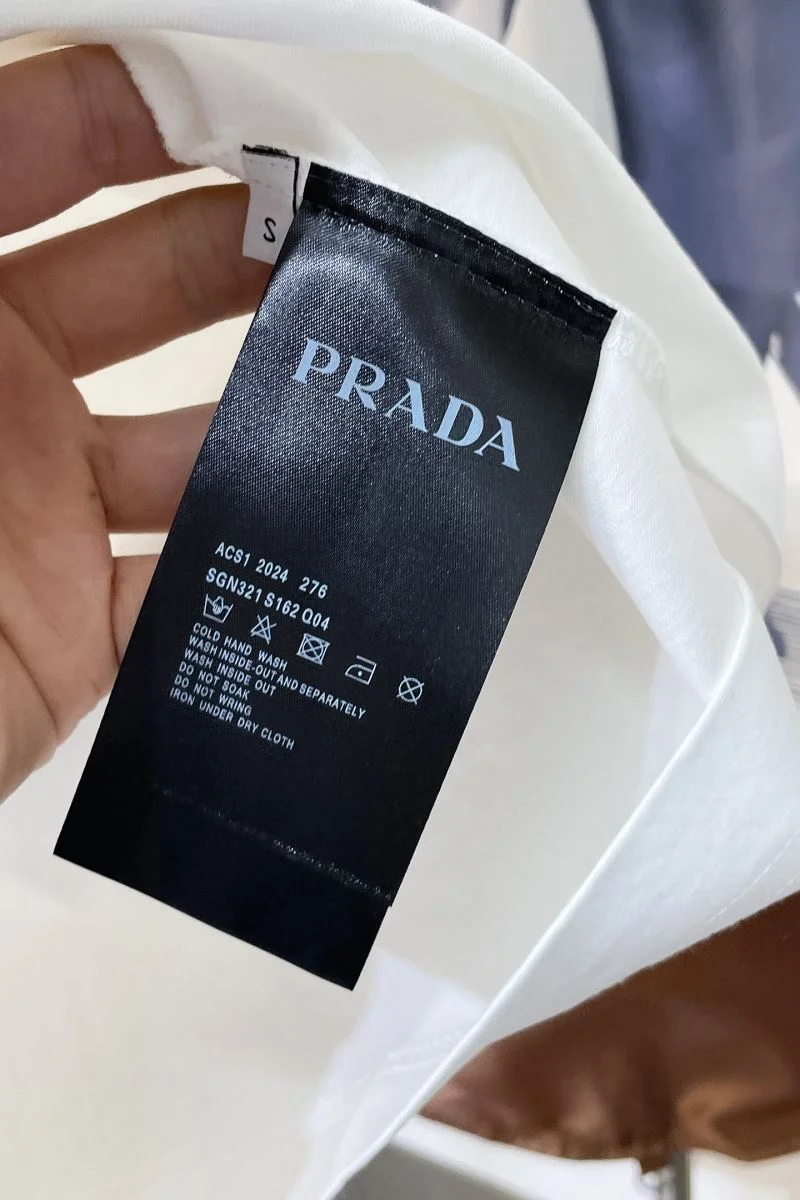 S
PRADA
ACS1 2024 276
SGN321 S162 Q04
COLD HAND WASH
WASH INSIDE-OUT AND SEPARATELY
WASH INSIDE OUT
DO NOT SOAK
DO NOT WRING
IRON UNDER DRY CLOTH